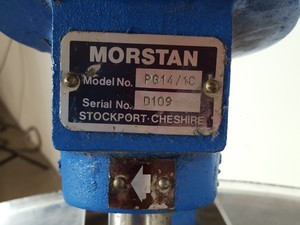 MORSTAN
Model No. PG14/1C
Serial No. D109
STOCKPORT·CHESHIRE